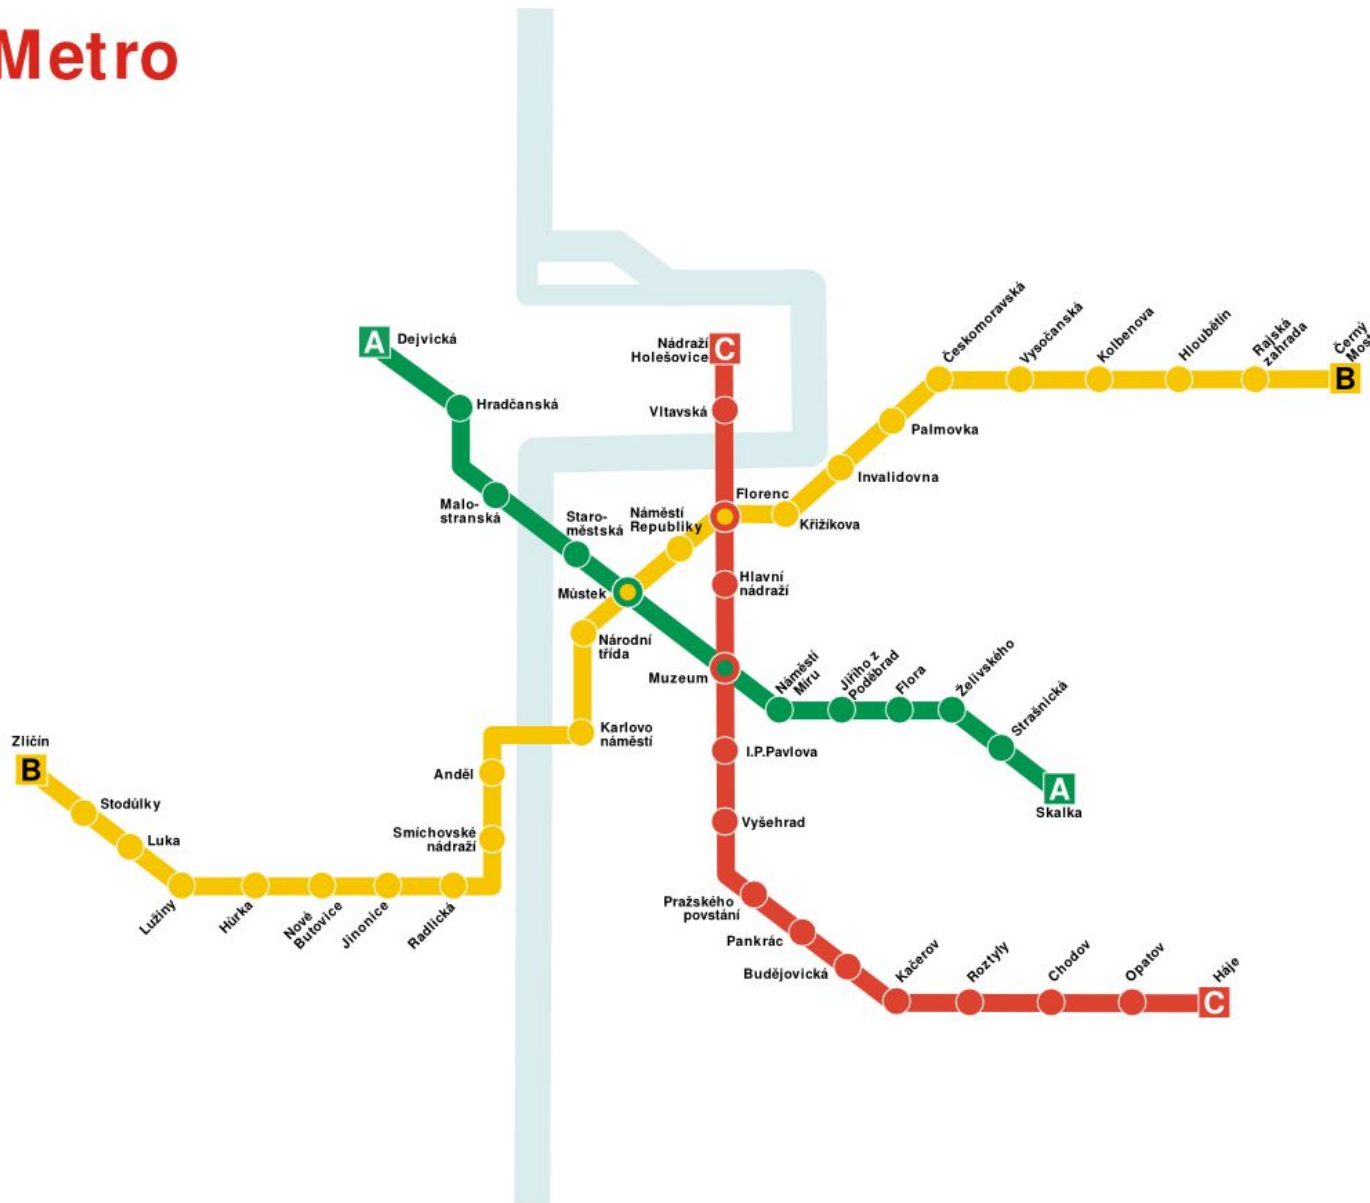 Metro
A
Dejvická
Hradčanská
Malo-
stranská
Staro-
městská
Můstek
Muzeum
Náměstí
Míru
Jiřího z
Poděbrad
Flora
Želivského
Strašnická
A
Skalka
Nádraží
Holešovice
C
Vltavská
Florenc
Hlavní
nádraží
I.P.Pavlova
Vyšehrad
Pražského
povstání
Pankrác
Budějovická
Kačerov
Roztyly
Chodov
Opatov
Háje
C
Zličín
B
Stodůlky
Luka
Lužiny
Hůrka
Nové
Butovice
Jinonice
Radlická
Smíchovské
nádraží
Anděl
Karlovo
náměstí
Národní
třída
Náměstí
Republiky
Křižíkova
Invalidovna
Palmovka
Českomoravská
Vysočanská
Kolbenova
Hloubětín
Rajská
zahrada
Černý
Most
B